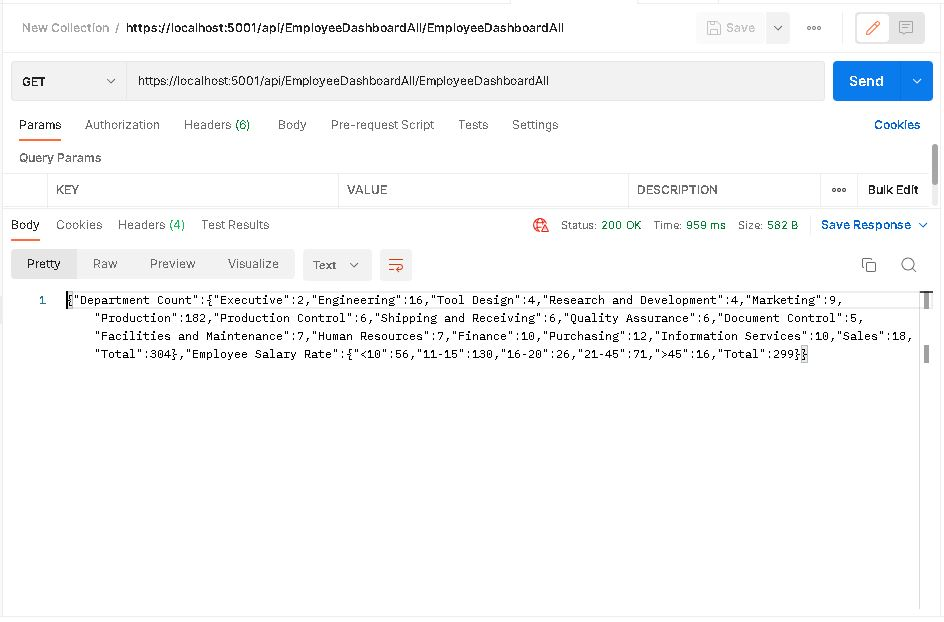 New Collection / https://localhost:5001/api/EmployeeDashboardAll/EmployeeDashboardAll
Save
GET
https://localhost:5001/api/EmployeeDashboardAll/EmployeeDashboardAll
Send
Params Authorization Headers (6) Body Pre-request Script Tests Settings Cookies
Query Params
KEY VALUE DESCRIPTION Bulk Edit
Body Cookies Headers (4) Test Results Status: 200 OK Time: 959 ms Size: 582 B Save Response
Pretty Raw Preview Visualize Text
1 {"Department Count":{"Executive":2,"Engineering":16,"Tool Design":4,"Research and Development":4,"Marketing":9,
"Production":182,"Production Control":6,"Shipping and Receiving":6,"Quality Assurance":6,"Document Control":5,
"Facilities and Maintenance":7,"Human Resources":7,"Finance":10,"Purchasing":12,"Information Services":10,"Sales":18,
"Total":304},"Employee Salary Rate":{"<10":56,"11-15":130,"16-20":26,"21-45":71,">45":16,"Total":299}}